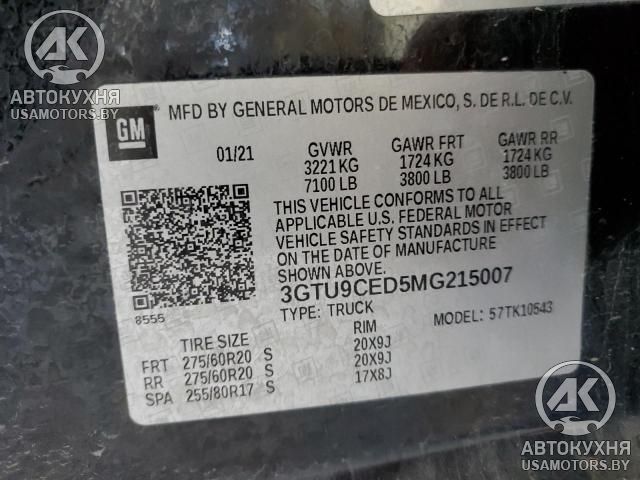 AK
АВТОКУХНЯ
USAMOTORS.BY
GM
MFD BY GENERAL MOTORS DE MEXICO, S. DE R.L. DE C.V.
01/21 GVWR GAWR FRT GAWR RR
3221 KG 1724 KG 1724 KG
7100 LB 3800 LB 3800 LB
THIS VEHICLE CONFORMS TO ALL
APPLICABLE U.S. FEDERAL MOTOR
VEHICLE SAFETY STANDARDS IN EFFECT
ON THE DATE OF MANUFACTURE
SHOWN ABOVE.
3GTU9CED5MG215007
8555
TYPE: TRUCK MODEL: 57TK10543
TIRE SIZE RIM
FRT 275/60R20 S 20X9J
RR 275/60R20 S 20X9J
SPA 255/80R17 S 17X8J
AK
АВТОКУХНЯ
USAMOTORS.BY